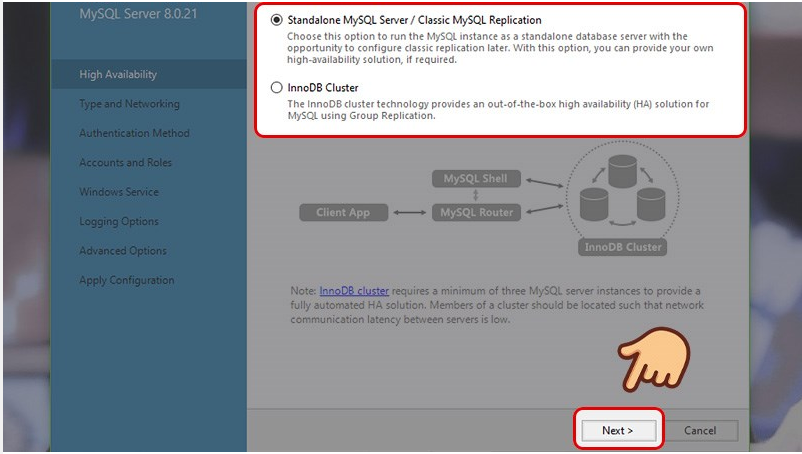 MySQL Server 8.0.21
High Availability
Type and Networking
Authentication Method
Accounts and Roles
Windows Service
Logging Options
Advanced Options
Apply Configuration
Standalone MySQL Server / Classic MySQL Replication
Choose this option to run the MySQL instance as a standalone database server with the
opportunity to configure classic replication later. With this option, you can provide your own
high-availability solution, if required.
InnoDB Cluster
The InnoDB cluster technology provides an out-of-the-box high availability (HA) solution for
MySQL using Group Replication.
MySQL Shell
Client App
MySQL Router
InnoDB Cluster
Note: InnoDB cluster requires a minimum of three MySQL server instances to provide a
fully automated HA solution. Members of a cluster should be located such that network
communication latency between servers is low.
Next >
Cancel